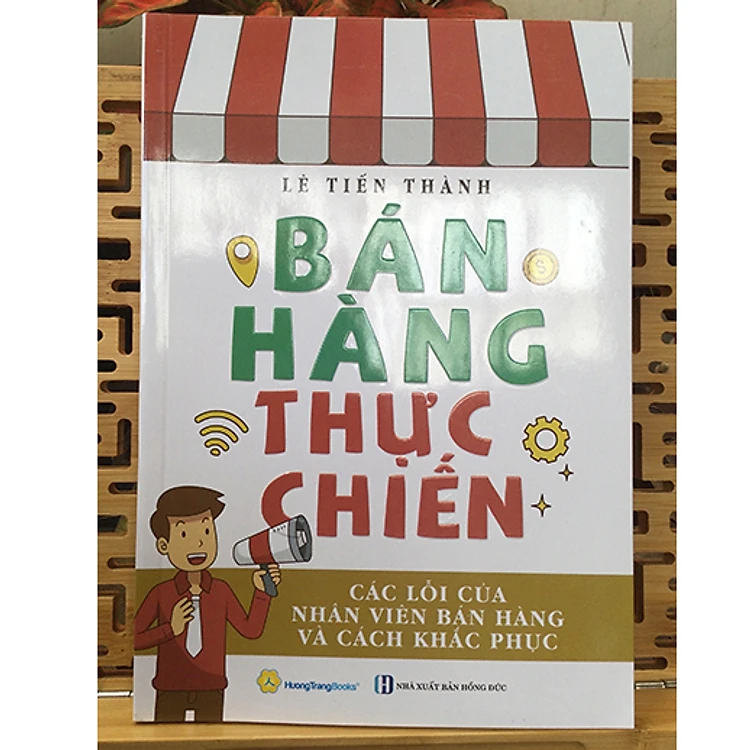 LÊ TIẾN THÀNH
BÁN
HÀNG
THỰC
CHIẾN
CÁC LỖI CỦA
NHÂN VIÊN BÁN HÀNG
VÀ CÁCH KHẮC PHỤC
HuongTrangBooks®
NHÀ XUẤT BẢN HỒNG ĐỨC